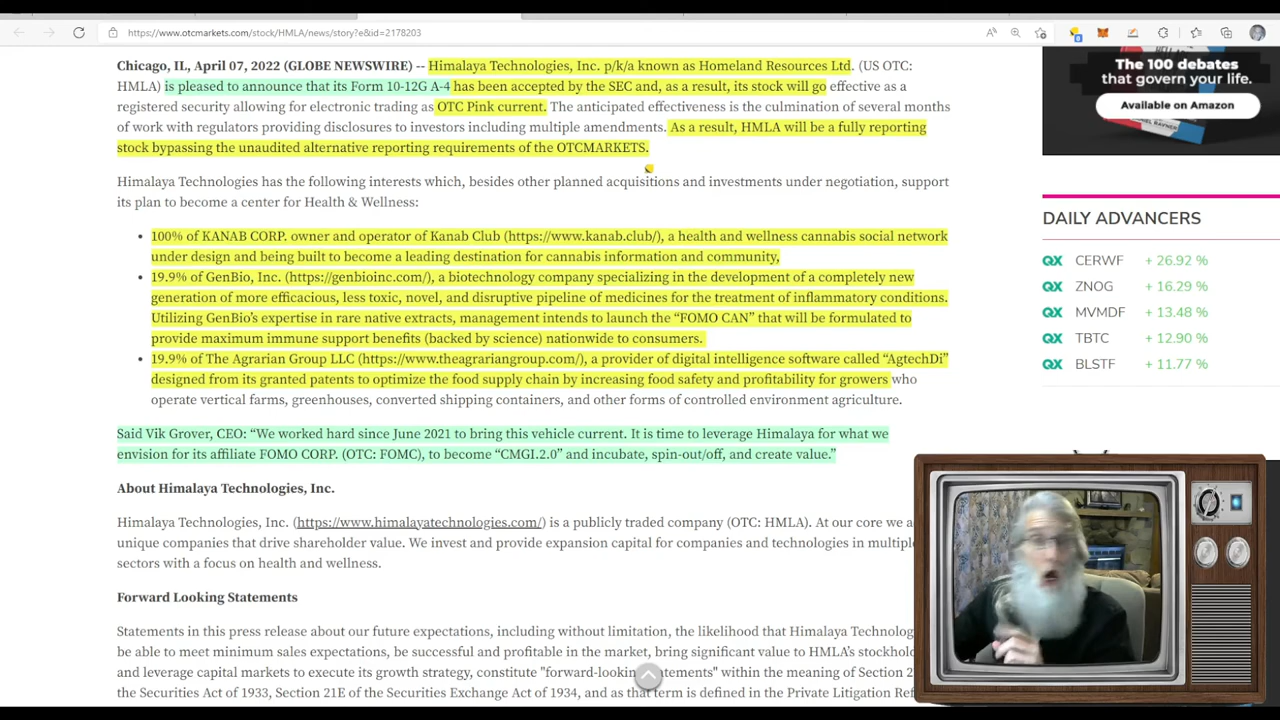 https://www.otcmarkets.com/stock/HMLA/news/story?e&id=2178203
Chicago, IL, April 07, 2022 (GLOBE NEWSWIRE) -- Himalaya Technologies, Inc. p/k/a known as Homeland Resources Ltd. (US OTC:
HMLA) is pleased to announce that its Form 10-12G A-4 has been accepted by the SEC and, as a result, its stock will go effective as a
registered security allowing for electronic trading as OTC Pink current. The anticipated effectiveness is the culmination of several months
of work with regulators providing disclosures to investors including multiple amendments. As a result, HMLA will be a fully reporting
stock bypassing the unaudited alternative reporting requirements of the OTCMARKETS.
Himalaya Technologies has the following interests which, besides other planned acquisitions and investments under negotiation, support
its plan to become a center for Health & Wellness:
• 100% of KANAB CORP. owner and operator of Kanab Club (https://www.kanab.club/), a health and wellness cannabis social network
under design and being built to become a leading destination for cannabis information and community,
• 19.9% of GenBio, Inc. (https://genbioinc.com/), a biotechnology company specializing in the development of a completely new
generation of more efficacious, less toxic, novel, and disruptive pipeline of medicines for the treatment of inflammatory conditions.
Utilizing GenBio's expertise in rare native extracts, management intends to launch the “FOMO CAN” that will be formulated to
provide maximum immune support benefits (backed by science) nationwide to consumers.
• 19.9% of The Agrarian Group LLC (https://www.theagrariangroup.com/), a provider of digital intelligence software called “AgtechDi”
designed from its granted patents to optimize the food supply chain by increasing food safety and profitability for growers who
operate vertical farms, greenhouses, converted shipping containers, and other forms of controlled environment agriculture.
Said Vik Grover, CEO: “We worked hard since June 2021 to bring this vehicle current. It is time to leverage Himalaya for what we
envision for its affiliate FOMO CORP. (OTC: FOMC), to become “CMGI.2.0” and incubate, spin-out/off, and create value.”
About Himalaya Technologies, Inc.
Himalaya Technologies, Inc. (https://www.himalayatechnologies.com/) is a publicly traded company (OTC: HMLA). At our core we a
unique companies that drive shareholder value. We invest and provide expansion capital for companies and technologies in multipl
sectors with a focus on health and wellness.
Forward Looking Statements
Statements in this press release about our future expectations, including without limitation, the likelihood that Himalaya Technolog
be able to meet minimum sales expectations, be successful and profitable in the market, bring significant value to HMLA's stockhol
and leverage capital markets to execute its growth strategy, constitute "forward-looking statements" within the meaning of Section 2
the Securities Act of 1933, Section 21E of the Securities Exchange Act of 1934, and as that term is defined in the Private Litigation Ref
The 100 debates
that govern your life.
Available on Amazon
DAILY ADVANCERS
QX CERWF + 26.92 %
QX ZNOG + 16.29 %
QX MVMDF + 13.48 %
QX TBTC + 12.90 %
QX BLSTF + 11.77 %